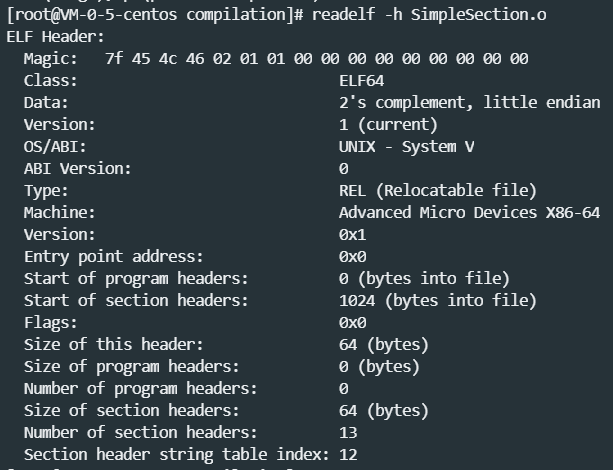 [root@VM-0-5-centos compilation]# readelf -h SimpleSection.o
ELF Header:
  Magic:   7f 45 4c 46 02 01 01 00 00 00 00 00 00 00 00 00
  Class:                             ELF64
  Data:                              2's complement, little endian
  Version:                           1 (current)
  OS/ABI:                            UNIX - System V
  ABI Version:                       0
  Type:                              REL (Relocatable file)
  Machine:                           Advanced Micro Devices X86-64
  Version:                           0x1
  Entry point address:               0x0
  Start of program headers:          0 (bytes into file)
  Start of section headers:          1024 (bytes into file)
  Flags:                             0x0
  Size of this header:               64 (bytes)
  Size of program headers:           0 (bytes)
  Number of program headers:         0
  Size of section headers:           64 (bytes)
  Number of section headers:         13
  Section header string table index: 12